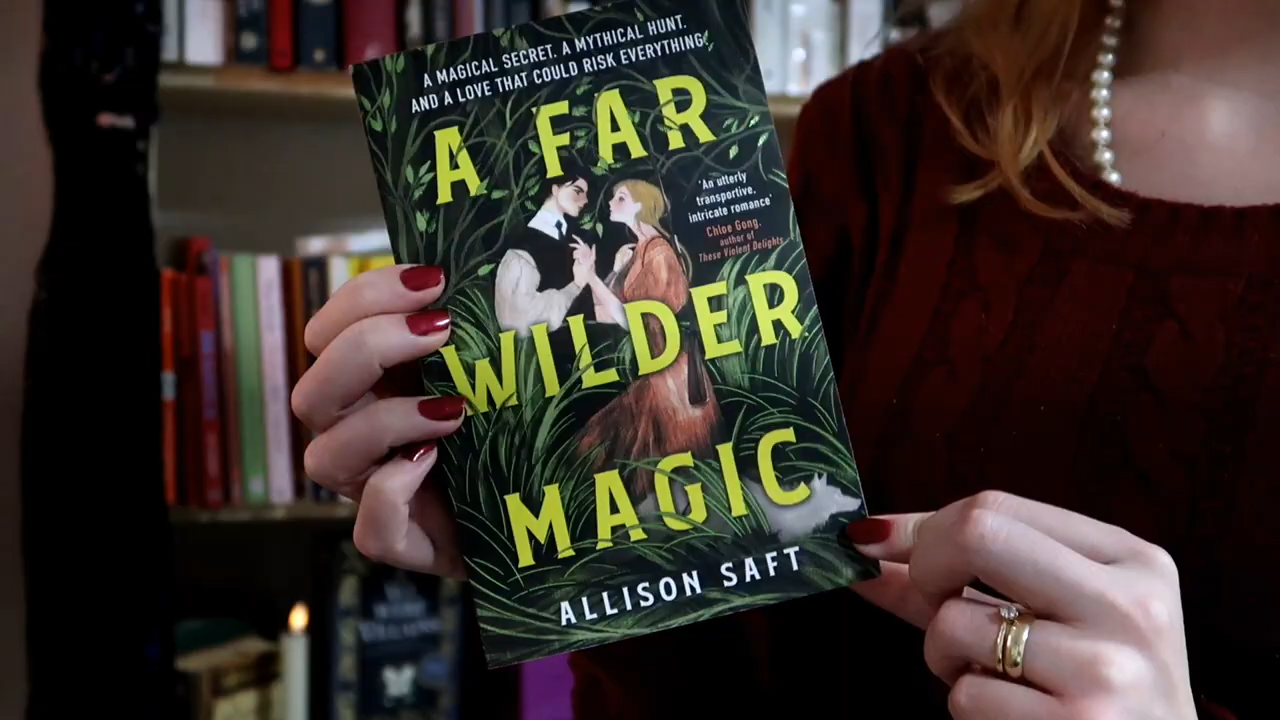 A MAGICAL SECRET. A MYTHICAL HUNT.
AND A LOVE THAT COULD RISK EVERYTHING.
A FAR
'An utterly
transportive,
intricate romance'
Chloe Gong,
author of
These Violent Delights
WILDER
MAGIC
ALLISON SAFT